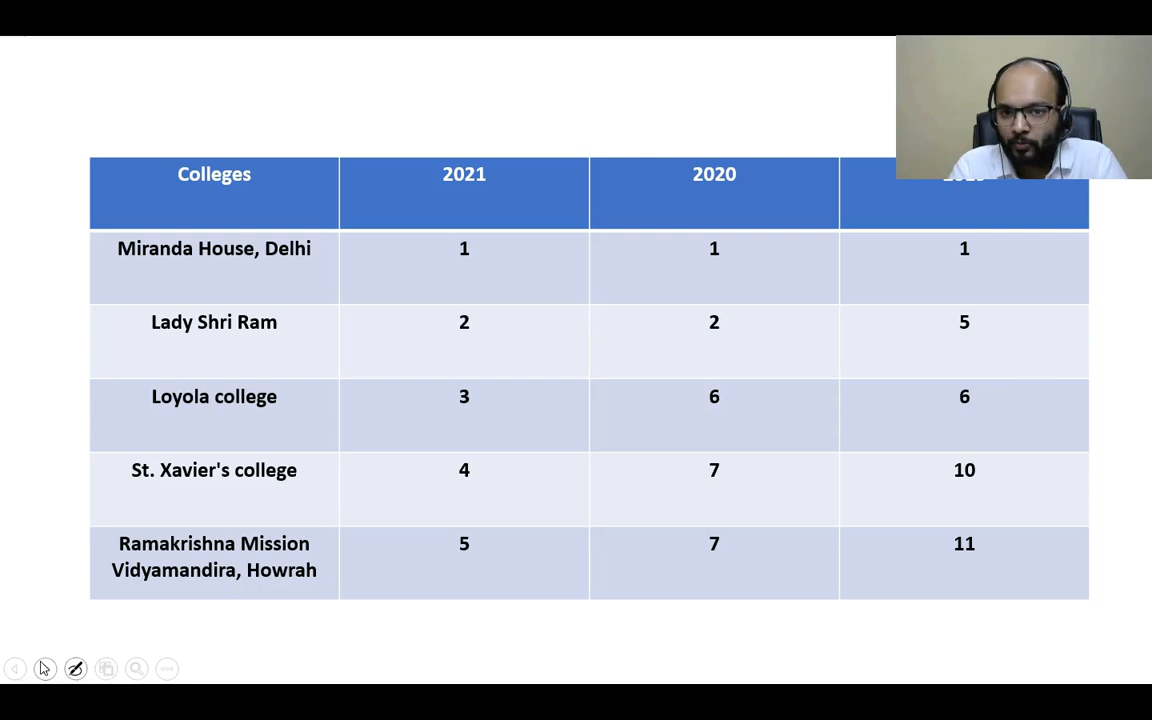 Colleges 2021 2020
Miranda House, Delhi 1 1 1
Lady Shri Ram 2 2 5
Loyola college 3 6 6
St. Xavier's college 4 7 10
Ramakrishna Mission 5 7 11
Vidyamandira, Howrah